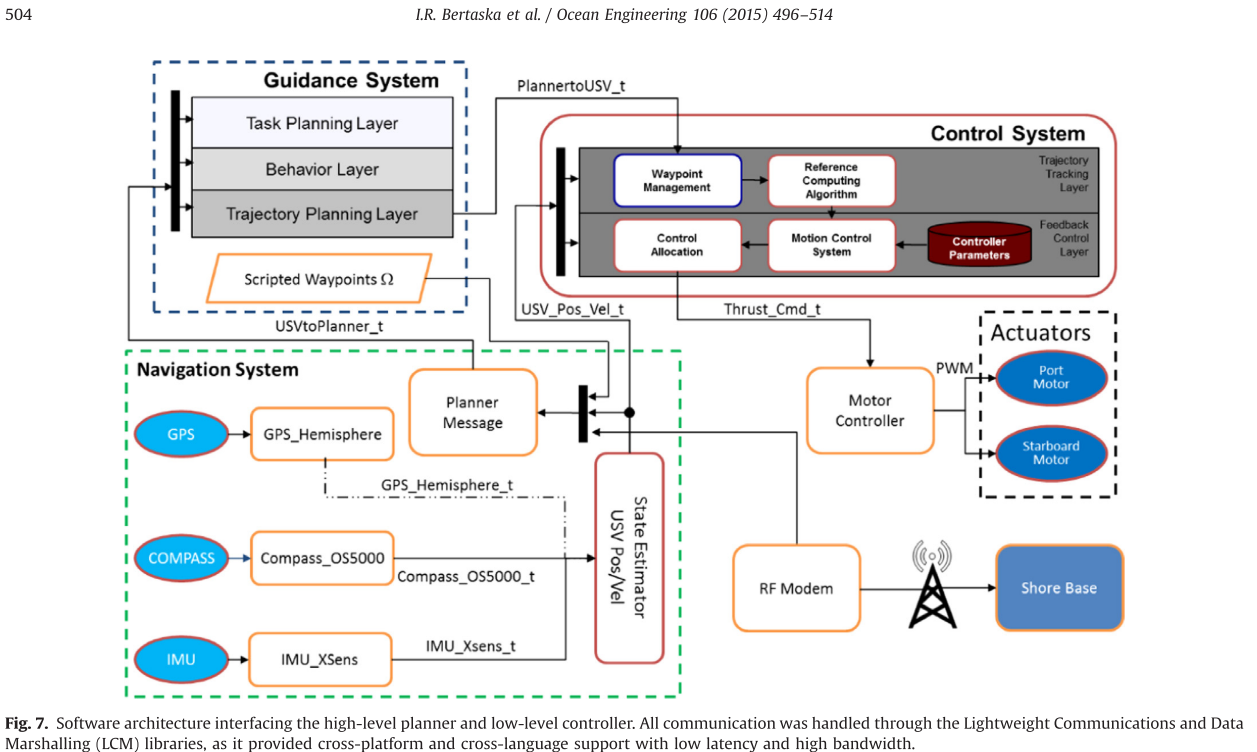 504
I.R. Bertaska et al. / Ocean Engineering 106 (2015) 496–514
Guidance System
Task Planning Layer
Behavior Layer
Trajectory Planning Layer
Scripted Waypoints Ω
PlannertoUSV_t
Control System
Trajectory
Tracking
Layer
Waypoint
Management
Reference
Computing
Algorithm
Feedback
Control
Layer
Control
Allocation
Motion Control
System
Controller
Parameters
USV_Pos_Vel_t
Thrust_Cmd_t
USVtoPlanner_t
Actuators
PWM
Port
Motor
Starboard
Motor
Motor
Controller
Navigation System
Planner
Message
GPS
GPS_Hemisphere
GPS_Hemisphere_t
COMPASS
Compass_OS5000
Compass_OS5000_t
IMU
IMU_XSens
IMU_Xsens_t
State Estimator
USV Pos/Vel
RF Modem
Shore Base
Fig. 7. Software architecture interfacing the high-level planner and low-level controller. All communication was handled through the Lightweight Communications and Data
Marshalling (LCM) libraries, as it provided cross-platform and cross-language support with low latency and high bandwidth.